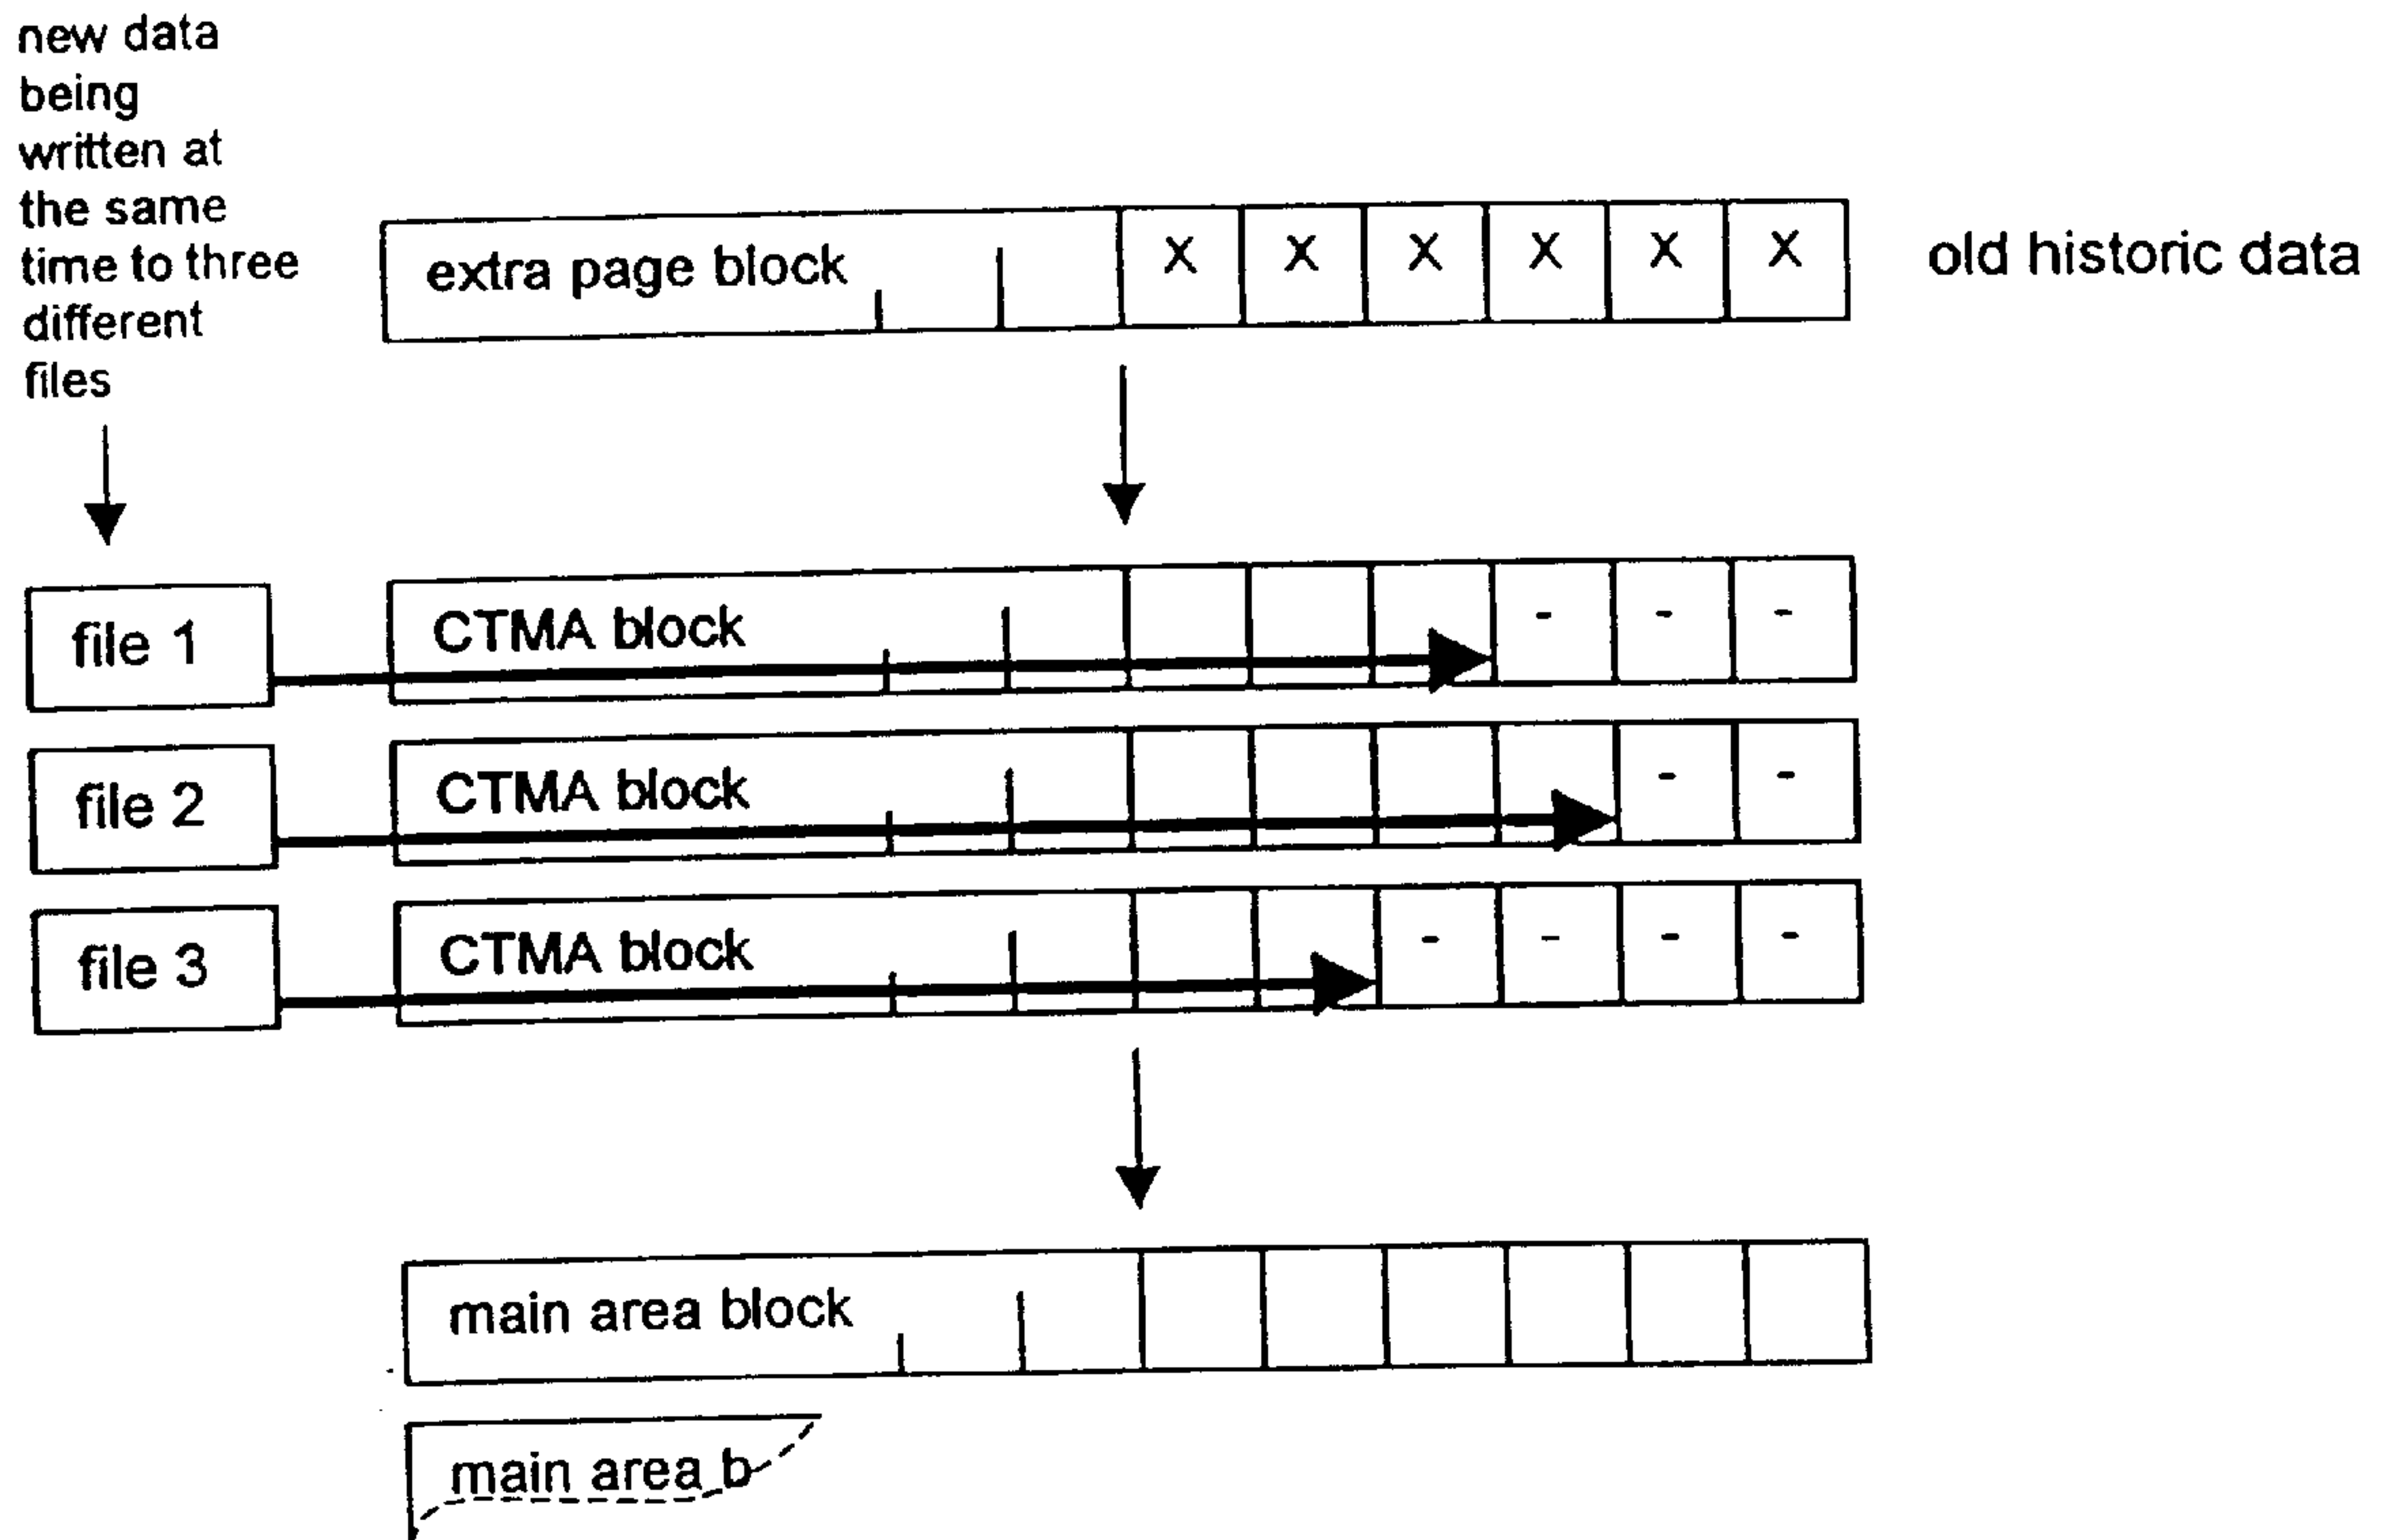 new data
being
written at
the same
time to three
different
files
extra page block X X X X X X old historic data
file 1 CTMA block - - -
file 2 CTMA block - -
file 3 CTMA block - - - -
main area block
main area b